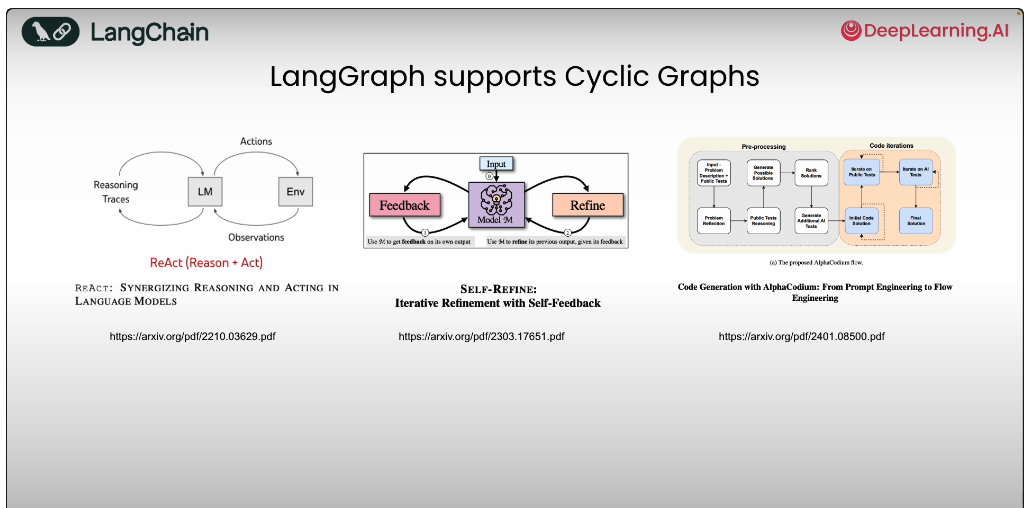 LangChain
DeepLearning.AI
LangGraph supports Cyclic Graphs
Actions
Reasoning
Traces
LM
Env
Observations
ReAct (Reason + Act)
REACT: SYNERGIZING REASONING AND ACTING IN
LANGUAGE MODELS
https://arxiv.org/pdf/2210.03629.pdf
Input
0
Feedback
Model M
Refine
1
2
Use M to get feedback on its own output
Use M to refine its previous output, given its feedback
SELF-REFINE:
Iterative Refinement with Self-Feedback
https://arxiv.org/pdf/2303.17651.pdf
Pre-processing
Code iterations
Input -
Problem
Description +
Public Tests
Generate
Possible
Solutions
Rank
Solutions
Iterate on
Public Tests
Iterate on AI
Tests
Problem
Reflection
Public Tests
Reasoning
Generate
Additional AI
Tests
Initial Code
Solution
Final
Solution
(a) The proposed AlphaCodium flow.
Code Generation with AlphaCodium: From Prompt Engineering to Flow
Engineering
https://arxiv.org/pdf/2401.08500.pdf